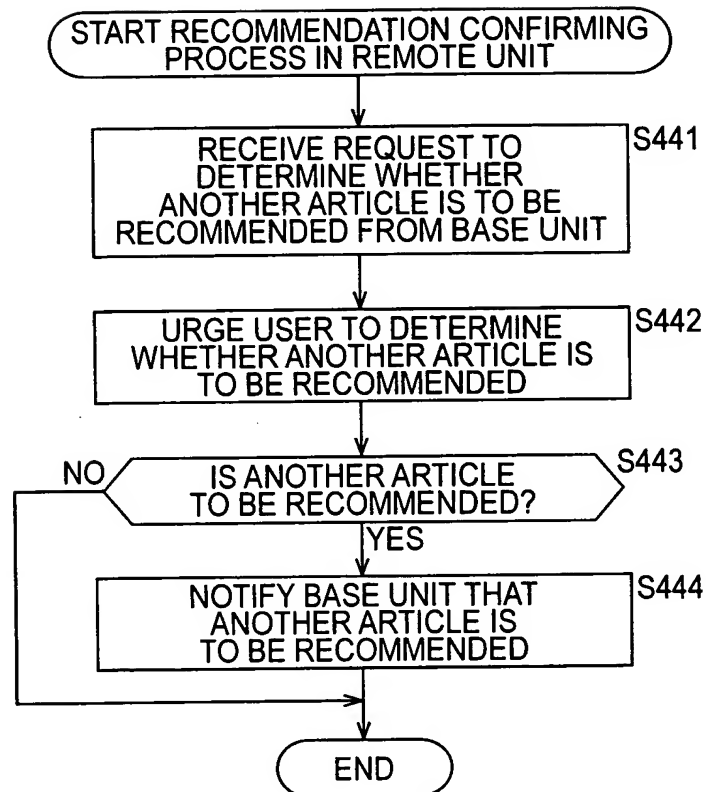 START RECOMMENDATION CONFIRMING
PROCESS IN REMOTE UNIT
S441
RECEIVE REQUEST TO
DETERMINE WHETHER
ANOTHER ARTICLE IS TO BE
RECOMMENDED FROM BASE UNIT
S442
URGE USER TO DETERMINE
WHETHER ANOTHER ARTICLE IS
TO BE RECOMMENDED
S443
NO
IS ANOTHER ARTICLE
TO BE RECOMMENDED?
YES
S444
NOTIFY BASE UNIT THAT
ANOTHER ARTICLE IS
TO BE RECOMMENDED
END